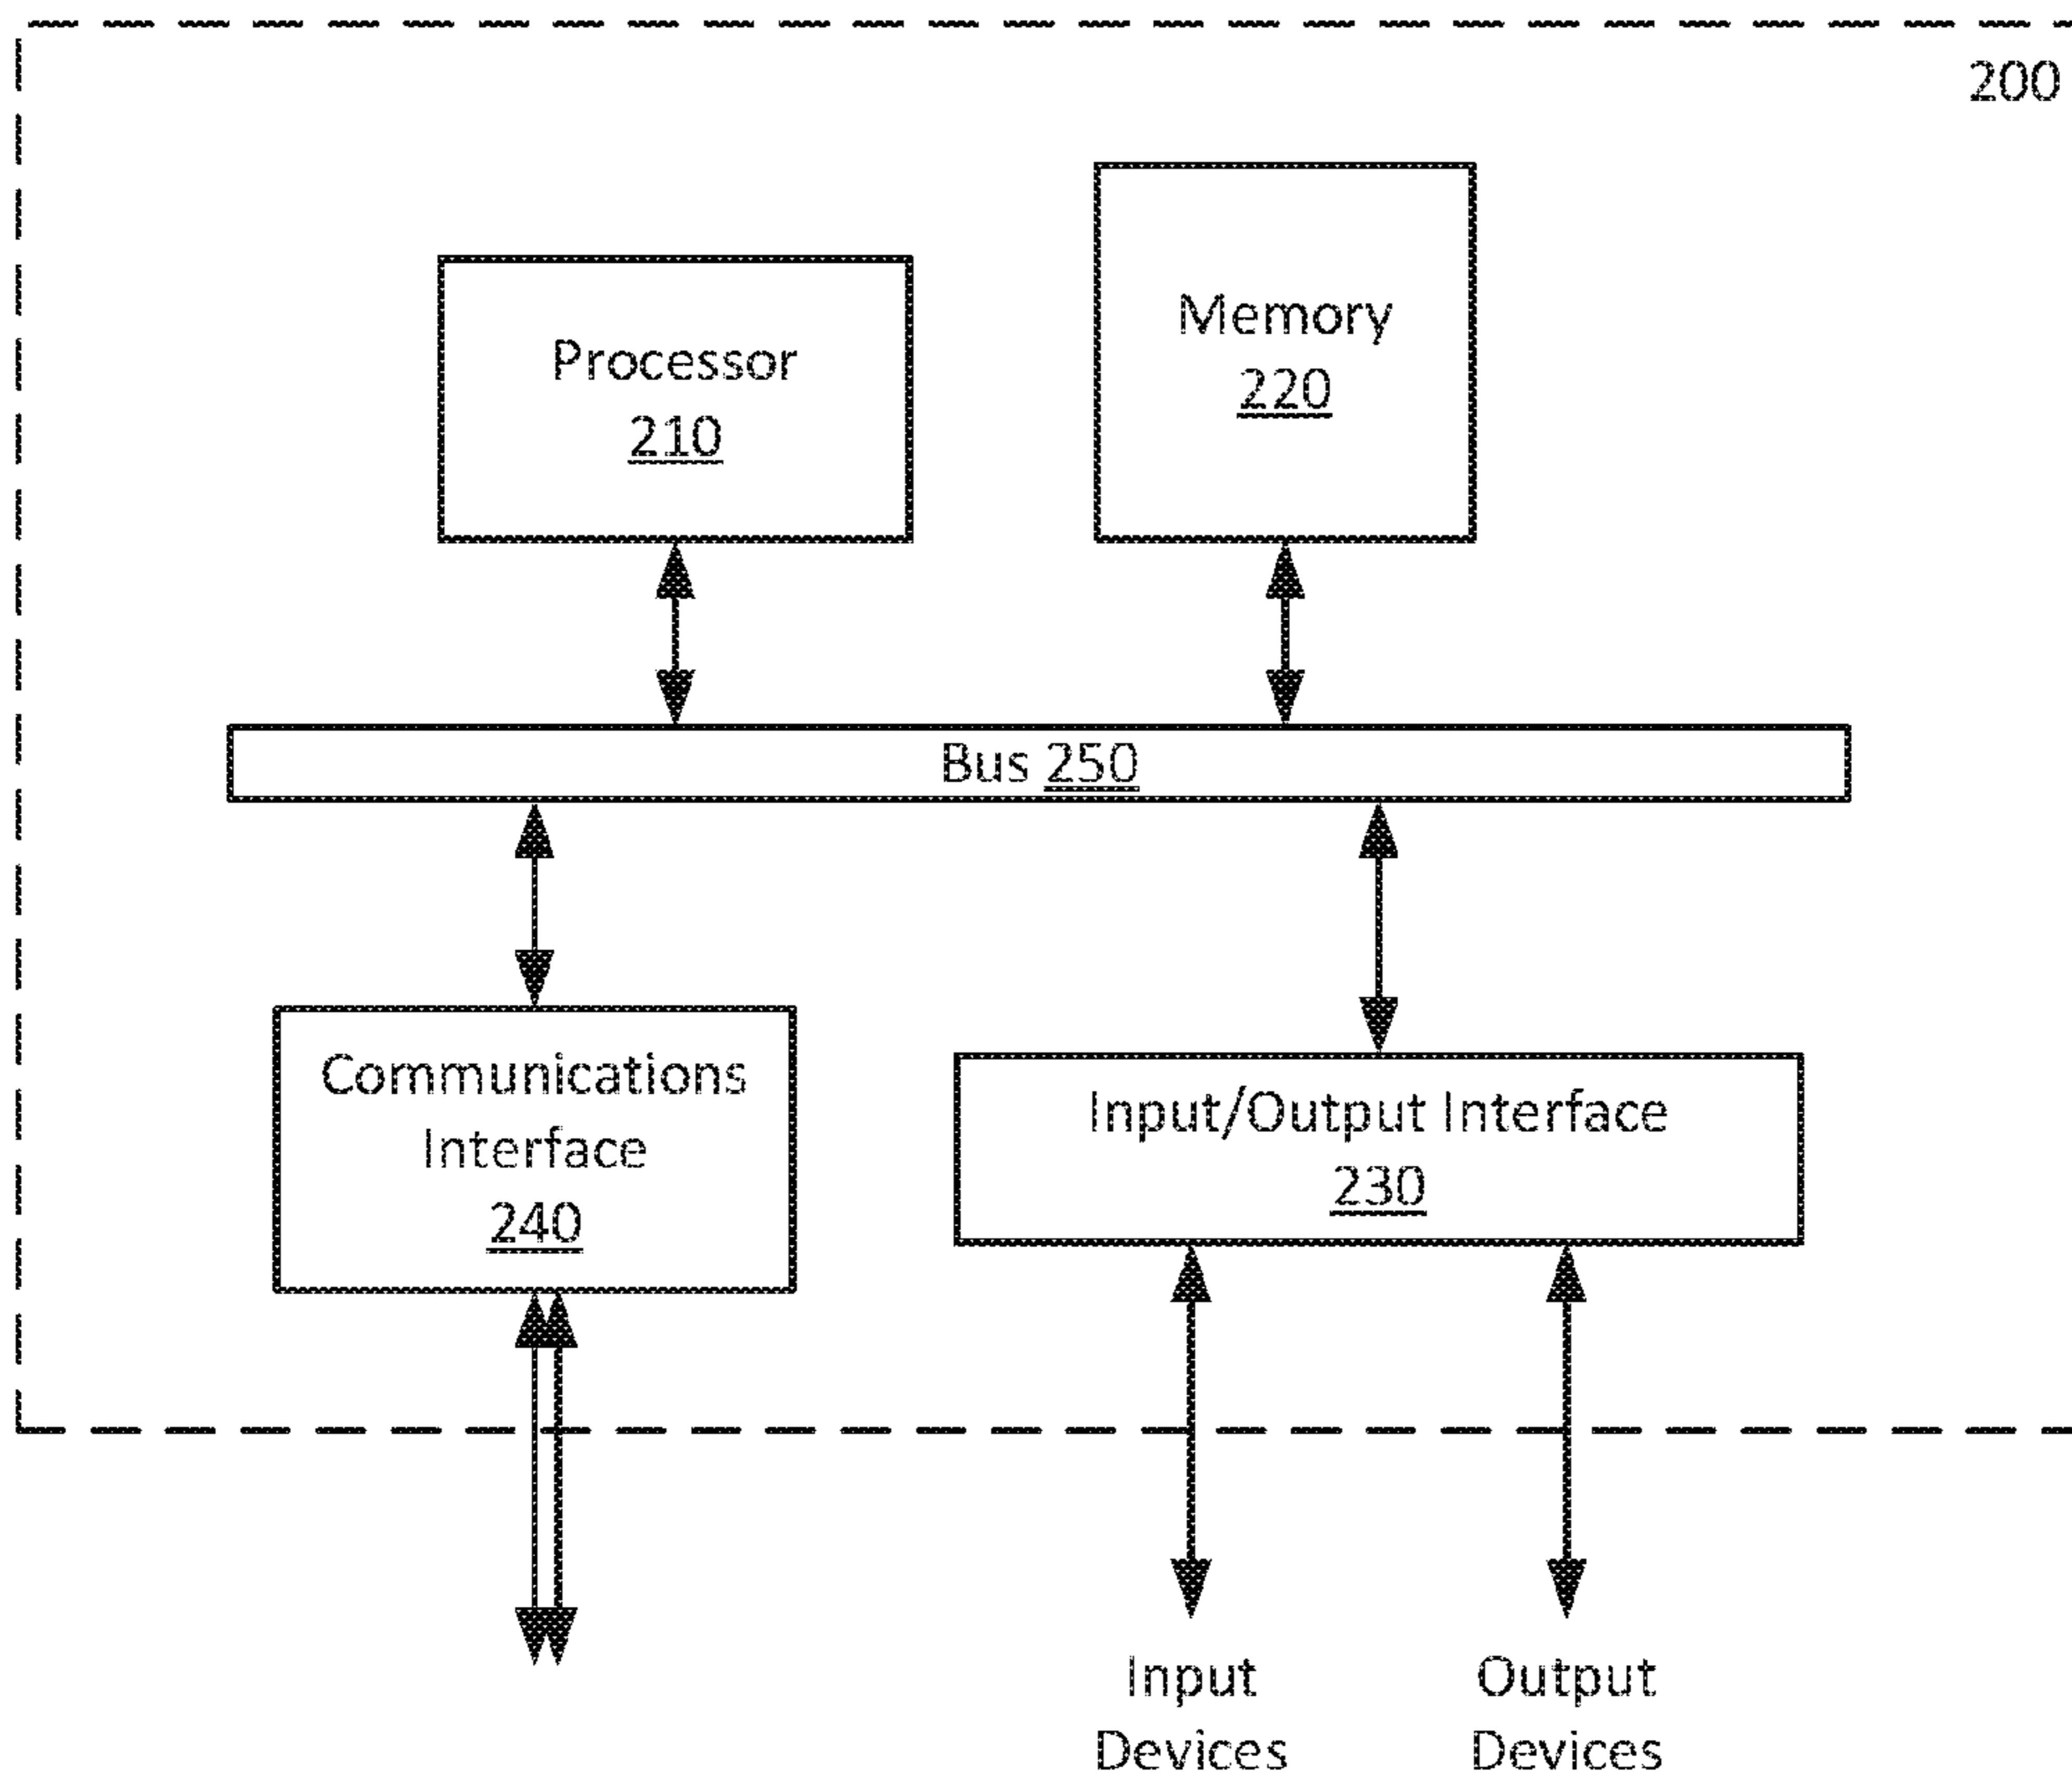 200
Processor
210
Memory
220
Bus 250
Communications
Interface
240
Input/Output Interface
230
Input
Devices
Output
Devices